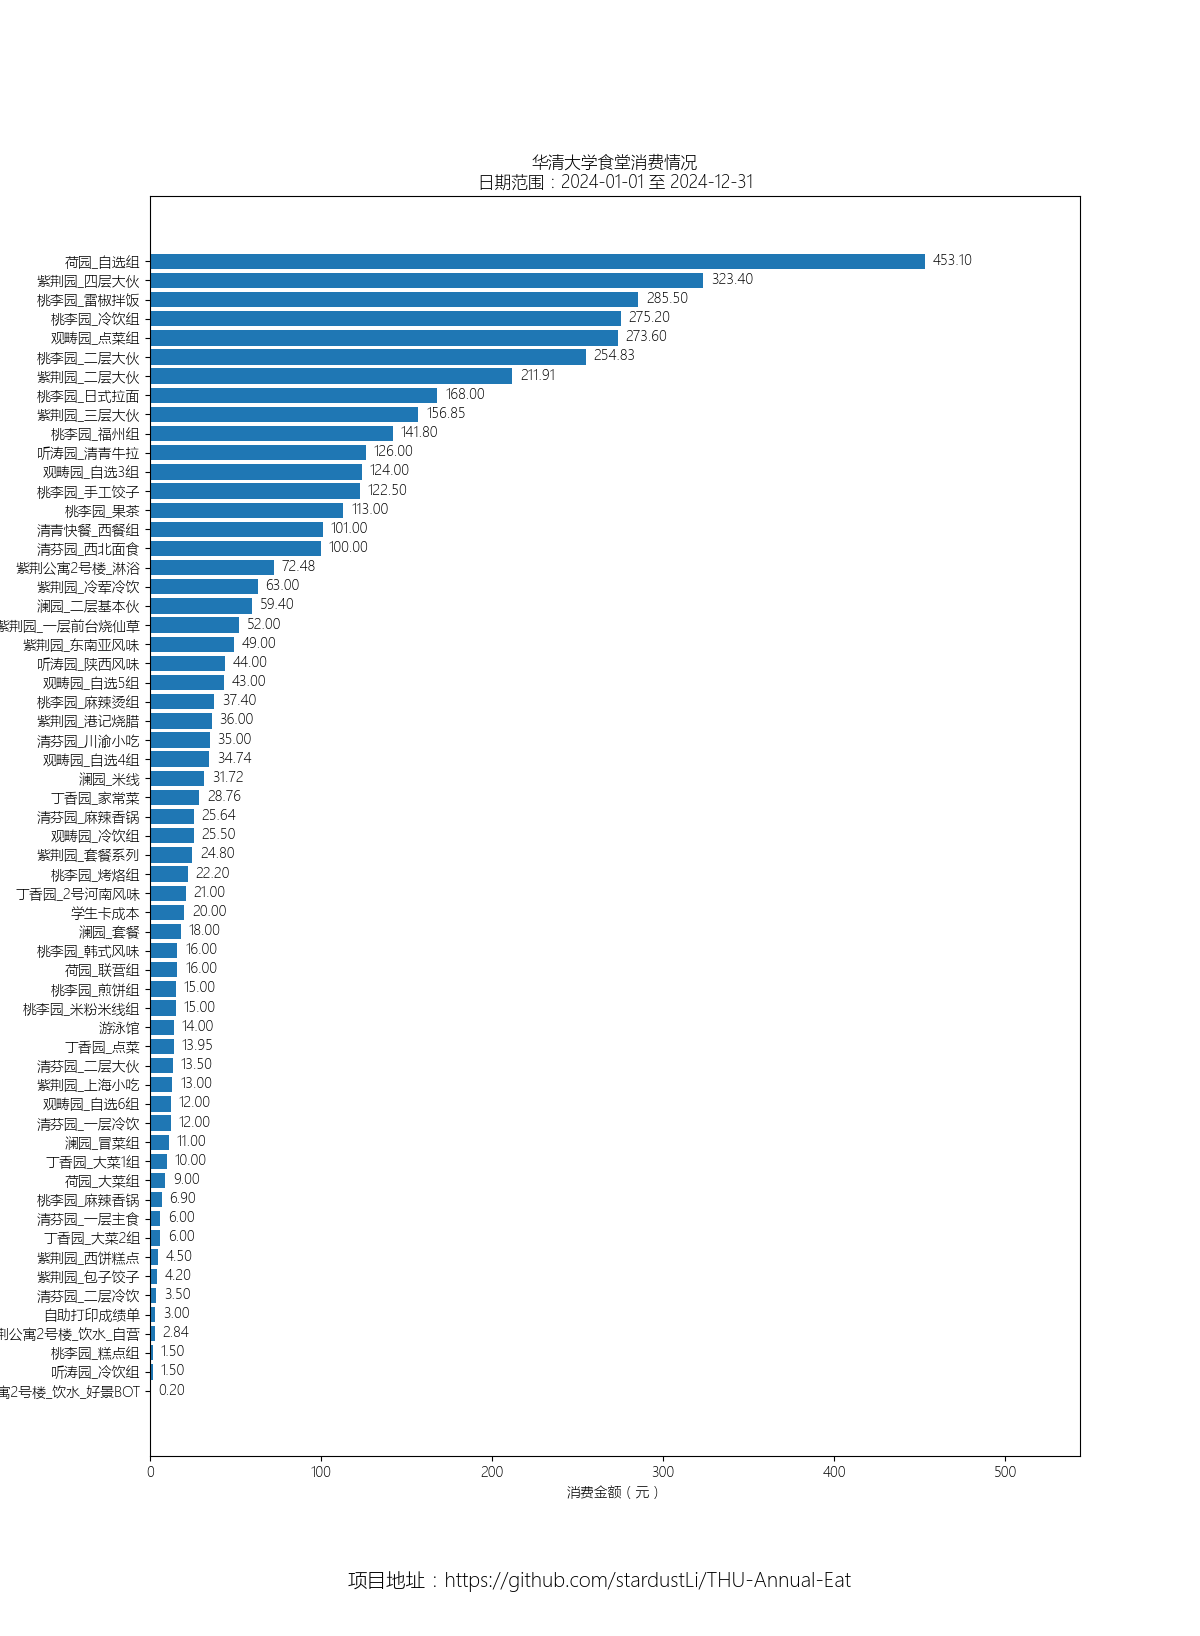 华清大学食堂消费情况
日期范围：2024-01-01 至 2024-12-31
荷园_自选组 453.10
紫荆园_四层大伙 323.40
桃李园_雷椒拌饭 285.50
桃李园_冷饮组 275.20
观畴园_点菜组 273.60
桃李园_二层大伙 254.83
紫荆园_二层大伙 211.91
桃李园_日式拉面 168.00
紫荆园_三层大伙 156.85
桃李园_福州组 141.80
听涛园_清青牛拉 126.00
观畴园_自选3组 124.00
桃李园_手工饺子 122.50
桃李园_果茶 113.00
清青快餐_西餐组 101.00
清芬园_西北面食 100.00
紫荆公寓2号楼_淋浴 72.48
紫荆园_冷荤冷饮 63.00
澜园_二层基本伙 59.40
紫荆园_一层前台烧仙草 52.00
紫荆园_东南亚风味 49.00
听涛园_陕西风味 44.00
观畴园_自选5组 43.00
桃李园_麻辣烫组 37.40
紫荆园_港记烧腊 36.00
清芬园_川渝小吃 35.00
观畴园_自选4组 34.74
澜园_米线 31.72
丁香园_家常菜 28.76
清芬园_麻辣香锅 25.64
观畴园_冷饮组 25.50
紫荆园_套餐系列 24.80
桃李园_烤烙组 22.20
丁香园_2号河南风味 21.00
学生卡成本 20.00
澜园_套餐 18.00
桃李园_韩式风味 16.00
荷园_联营组 16.00
桃李园_煎饼组 15.00
桃李园_米粉米线组 15.00
游泳馆 14.00
丁香园_点菜 13.95
清芬园_二层大伙 13.50
紫荆园_上海小吃 13.00
观畴园_自选6组 12.00
清芬园_一层冷饮 12.00
澜园_冒菜组 11.00
丁香园_大菜1组 10.00
荷园_大菜组 9.00
桃李园_麻辣香锅 6.90
清芬园_一层主食 6.00
丁香园_大菜2组 6.00
紫荆园_西饼糕点 4.50
紫荆园_包子饺子 4.20
清芬园_二层冷饮 3.50
自助打印成绩单 3.00
荆公寓2号楼_饮水_自营 2.84
桃李园_糕点组 1.50
听涛园_冷饮组 1.50
寓2号楼_饮水_好景BOT 0.20
0 100 200 300 400 500
消费金额（元）
项目地址：https://github.com/stardustLi/THU-Annual-Eat